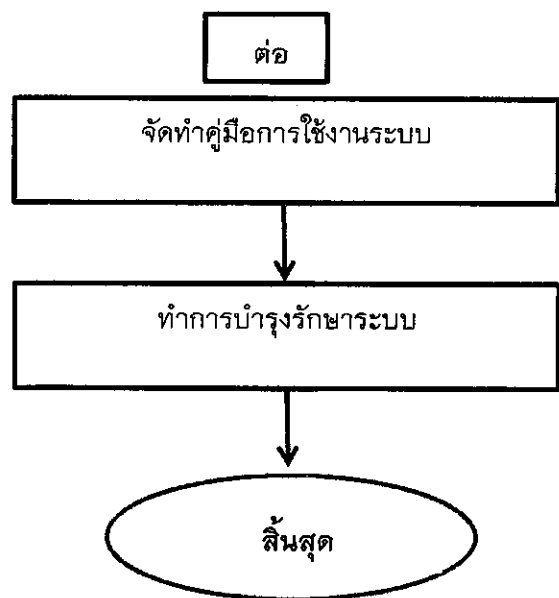 ต่อ
จัดทำคู่มือการใช้งานระบบ
ทำการบำรุงรักษาระบบ
สิ้นสุด